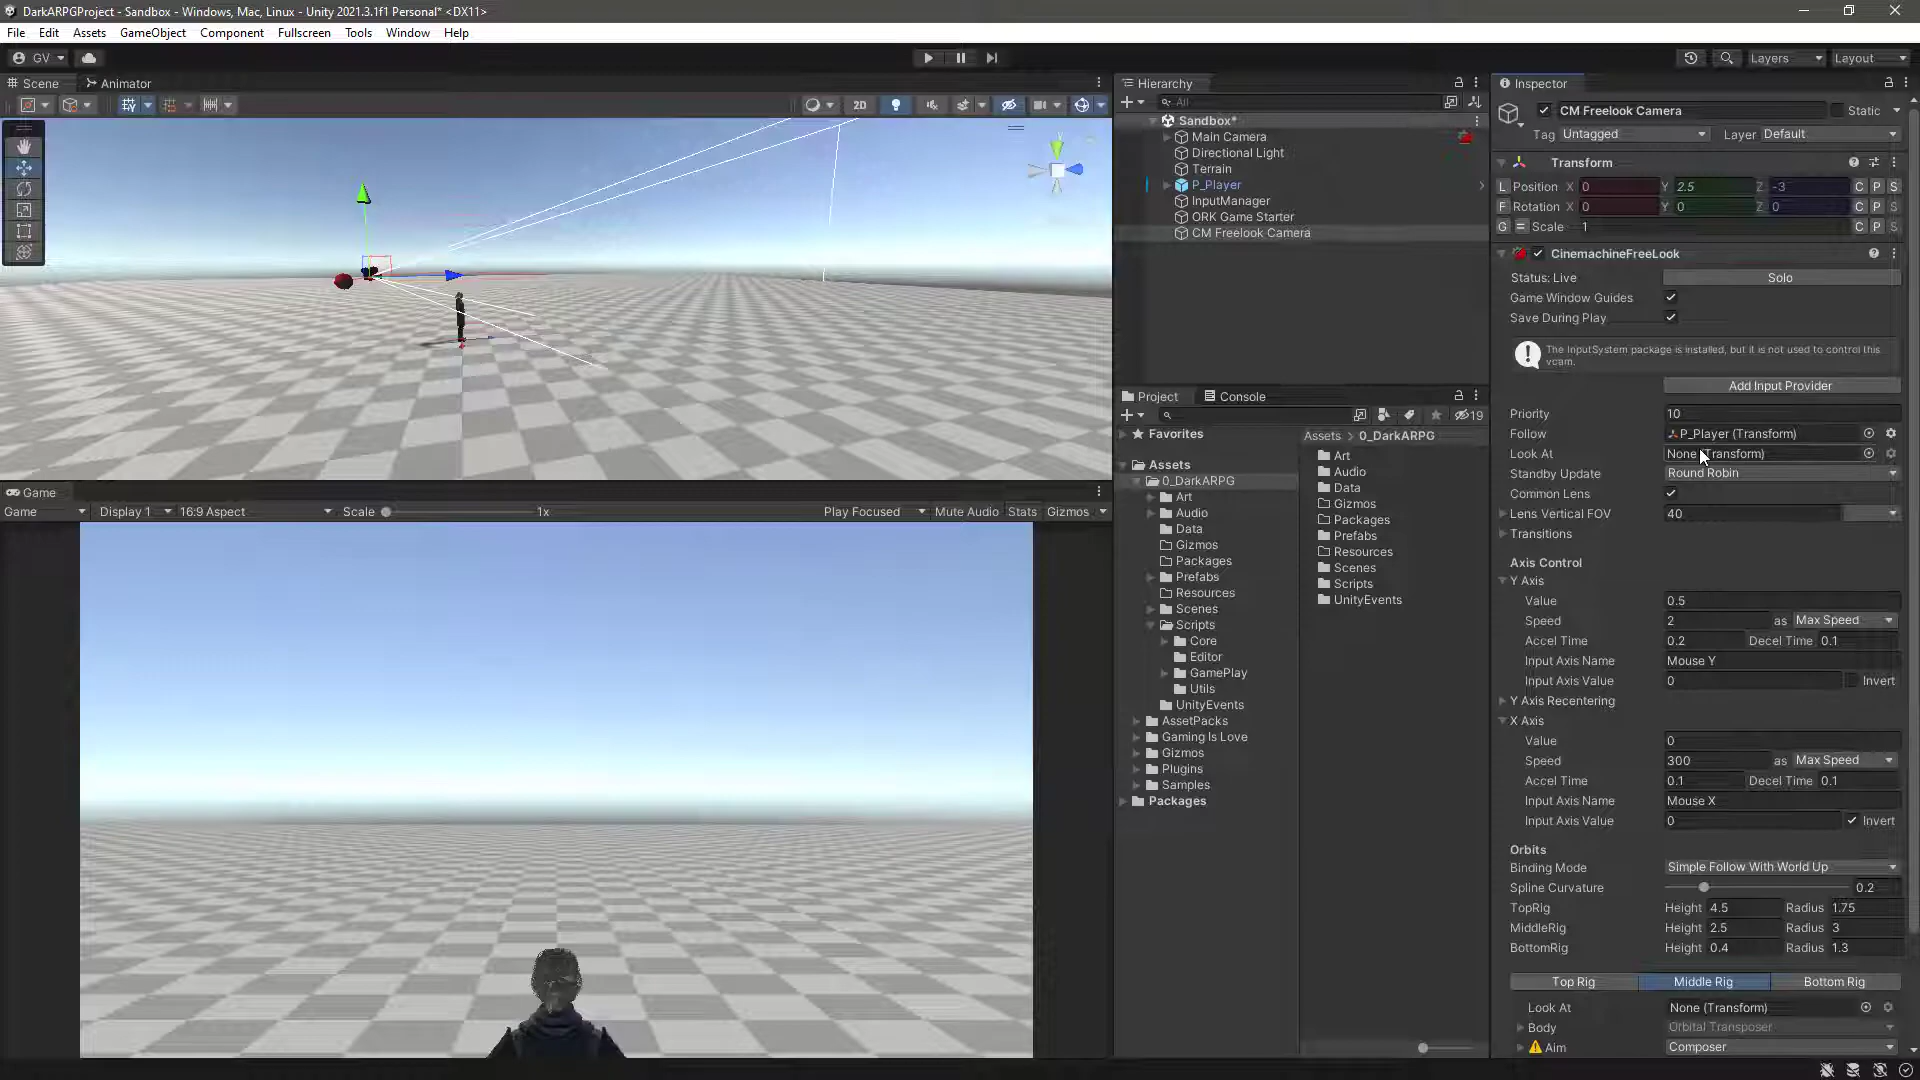 DarkARPGProject - Sandbox - Windows, Mac, Linux - Unity 2021.3.1f1 Personal* <DX11>
File Edit Assets GameObject Component Fullscreen Tools Window Help
GV Layers Layout
Scene Animator
2D
Game
Game Display 1 16:9 Aspect Scale 1x Play Focused Mute Audio Stats Gizmos
Hierarchy
All
Sandbox*
Main Camera
Directional Light
Terrain
P_Player
InputManager
ORK Game Starter
CM Freelook Camera
Project Console
19
Favorites
Assets
0_DarkARPG
Art
Audio
Data
Gizmos
Packages
Prefabs
Resources
Scenes
Scripts
Core
Editor
GamePlay
Utils
UnityEvents
AssetPacks
Gaming Is Love
Gizmos
Plugins
Samples
Packages
Assets > 0_DarkARPG
Art
Audio
Data
Gizmos
Packages
Prefabs
Resources
Scenes
Scripts
UnityEvents
Inspector
CM Freelook Camera Static
Tag Untagged Layer Default
Transform
L Position X 0 Y 2.5 Z -3 C P S
F Rotation X 0 Y 0 Z 0 C P S
G = Scale 1 C P S
CinemachineFreeLook
Status: Live Solo
Game Window Guides
Save During Play
The InputSystem package is installed, but it is not used to control this
vcam.
Add Input Provider
Priority 10
Follow P_Player (Transform)
Look At None (Transform)
Standby Update Round Robin
Common Lens
Lens Vertical FOV 40
Transitions
Axis Control
Y Axis
Value 0.5
Speed 2 as Max Speed
Accel Time 0.2 Decel Time 0.1
Input Axis Name Mouse Y
Input Axis Value 0 Invert
Y Axis Recentering
X Axis
Value 0
Speed 300 as Max Speed
Accel Time 0.1 Decel Time 0.1
Input Axis Name Mouse X
Input Axis Value 0 Invert
Orbits
Binding Mode Simple Follow With World Up
Spline Curvature 0.2
TopRig Height 4.5 Radius 1.75
MiddleRig Height 2.5 Radius 3
BottomRig Height 0.4 Radius 1.3
Top Rig Middle Rig Bottom Rig
Look At None (Transform)
Body Orbital Transposer
Aim Composer